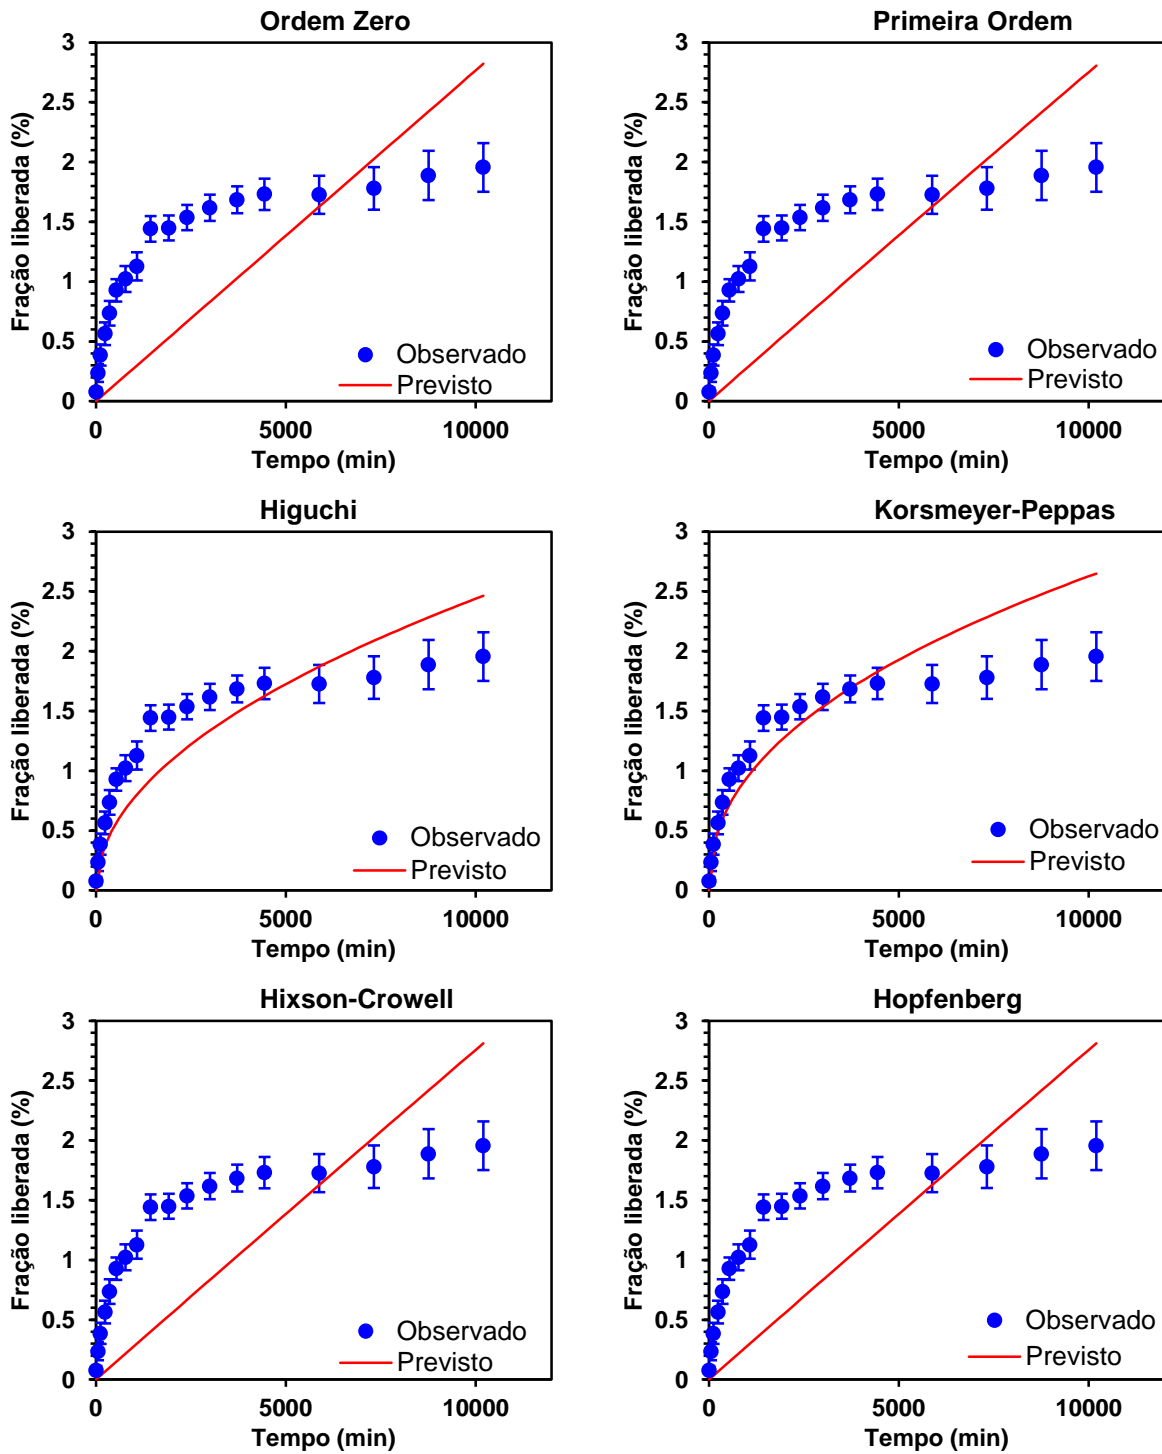 Ordem Zero
Fração liberada (%)
3
2.5
2
1.5
1
0.5
0
0 5000 10000
Tempo (min)
Observado
Previsto
Primeira Ordem
Fração liberada (%)
3
2.5
2
1.5
1
0.5
0
0 5000 10000
Tempo (min)
Observado
Previsto
Higuchi
Fração liberada (%)
3
2.5
2
1.5
1
0.5
0
0 5000 10000
Tempo (min)
Observado
Previsto
Korsmeyer-Peppas
Fração liberada (%)
3
2.5
2
1.5
1
0.5
0
0 5000 10000
Tempo (min)
Observado
Previsto
Hixson-Crowell
Fração liberada (%)
3
2.5
2
1.5
1
0.5
0
0 5000 10000
Tempo (min)
Observado
Previsto
Hopfenberg
Fração liberada (%)
3
2.5
2
1.5
1
0.5
0
0 5000 10000
Tempo (min)
Observado
Previsto